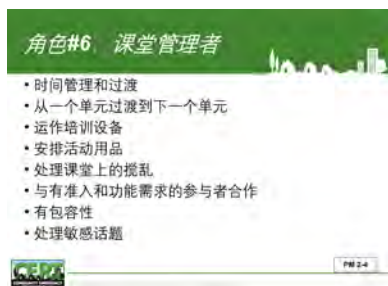 角色#6：课堂管理者
• 时间管理和过渡
• 从一个单元过渡到下一个单元
• 运作培训设备
• 安排活动用品
• 处理课堂上的搅乱
• 与有准入和功能需求的参与者合作
• 有包容性
• 处理敏感话题
PM 2-4